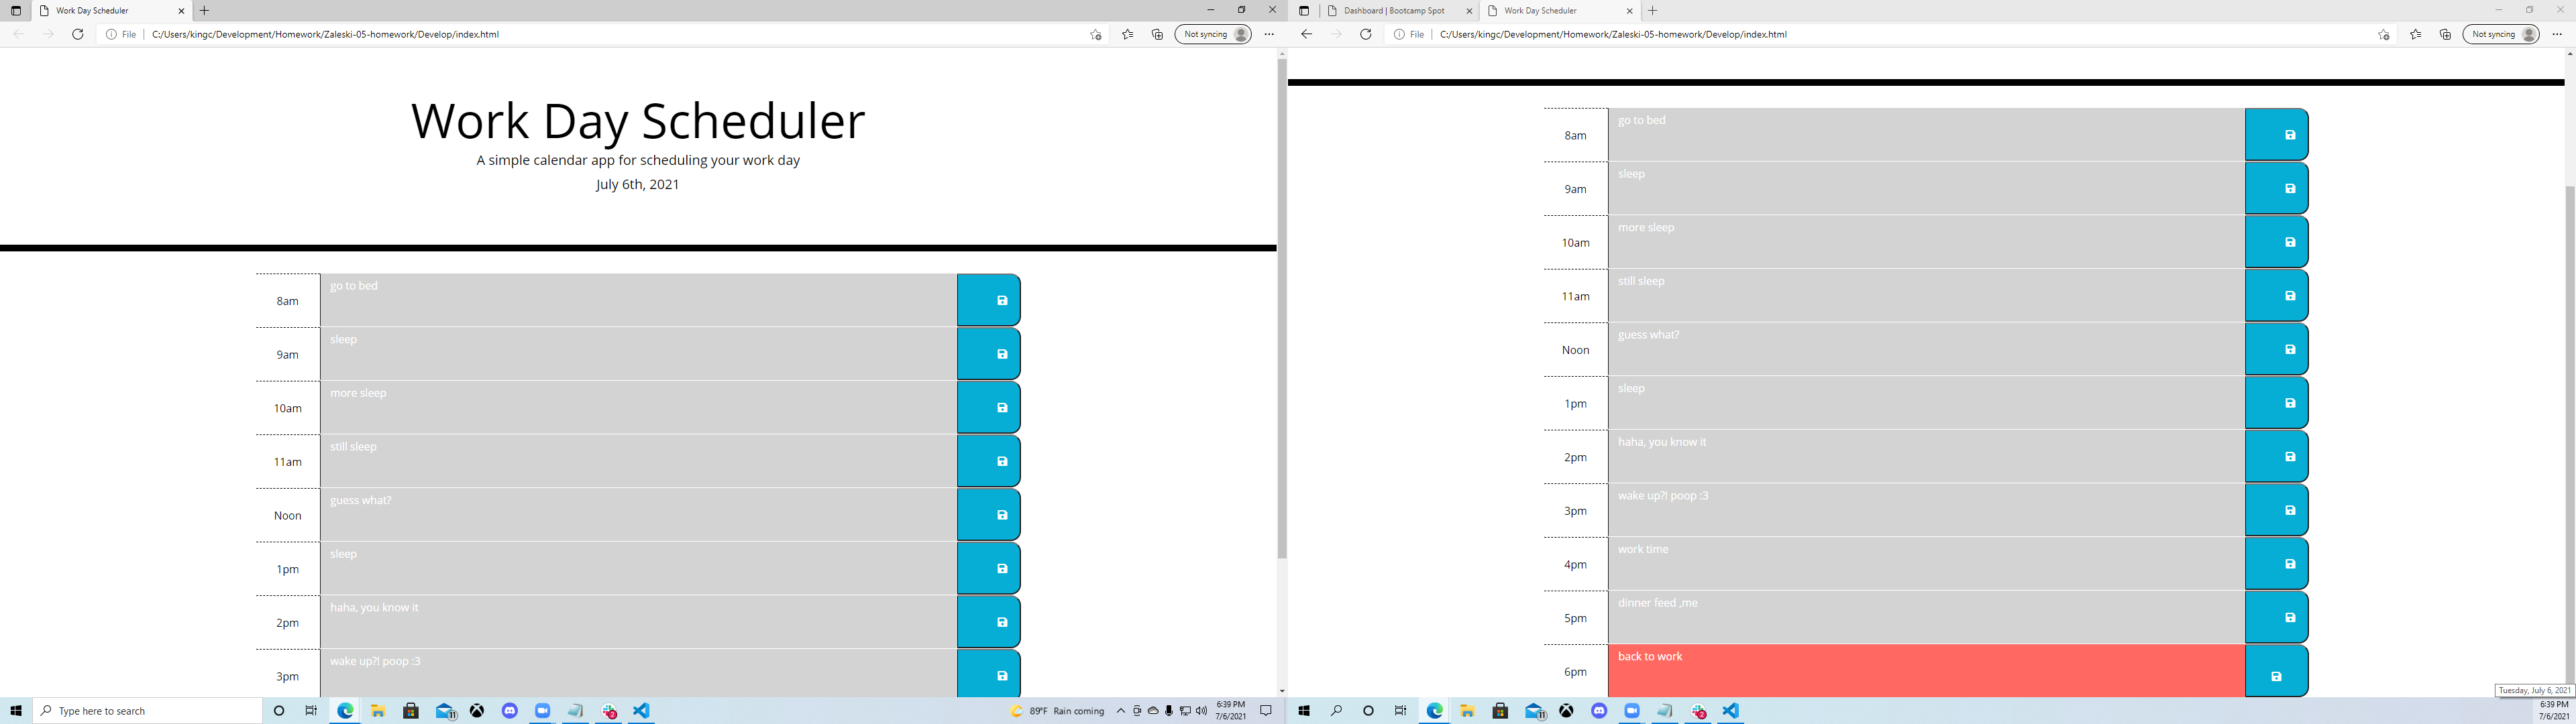 Work Day Scheduler
File
C:/Users/kingc/Development/Homework/Zaleski-05-homework/Develop/index.html
Not syncing
Work Day Scheduler
A simple calendar app for scheduling your work day
July 6th, 2021
8am
go to bed
9am
sleep
10am
more sleep
11am
still sleep
Noon
guess what?
1pm
sleep
2pm
haha, you know it
3pm
wake up?! poop :3
Type here to search
11
2
89°F Rain coming
6:39 PM
7/6/2021
Dashboard | Bootcamp Spot
Work Day Scheduler
File
C:/Users/kingc/Development/Homework/Zaleski-05-homework/Develop/index.html
Not syncing
8am
go to bed
9am
sleep
10am
more sleep
11am
still sleep
Noon
guess what?
1pm
sleep
2pm
haha, you know it
3pm
wake up?! poop :3
4pm
work time
5pm
dinner feed ,me
6pm
back to work
Tuesday, July 6, 2021
11
2
6:39 PM
7/6/2021